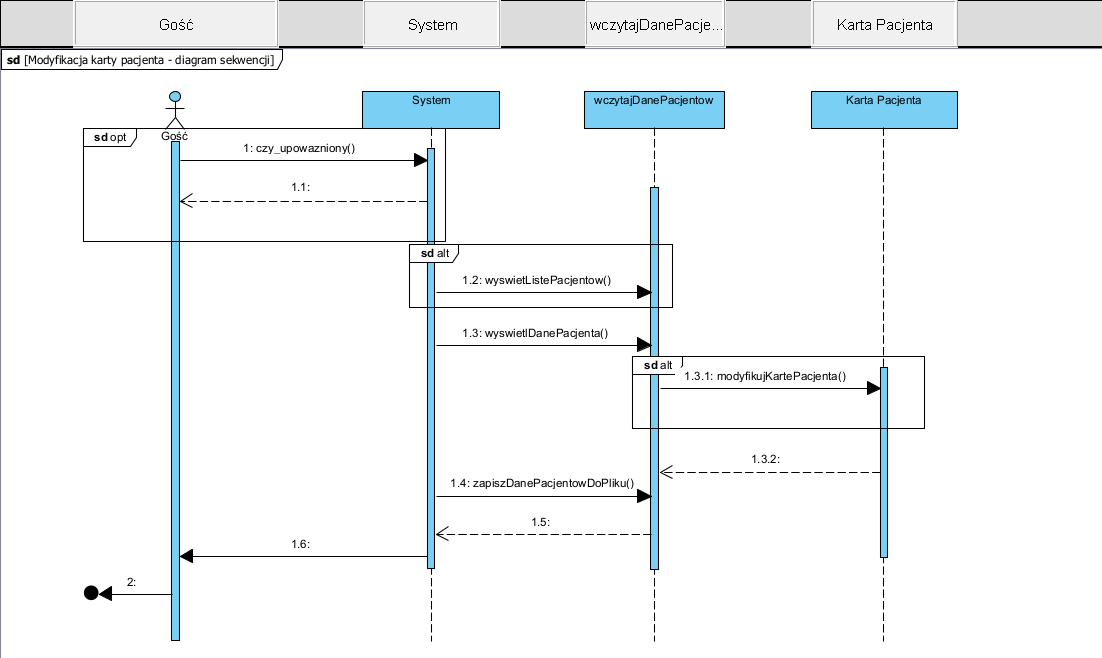 Gość
System
wczytajDanePacje...
Karta Pacjenta
sd [Modyfikacja karty pacjenta - diagram sekwencji]
System
wczytajDanePacjentow
Karta Pacjenta
sd opt
Gość
1: czy_upowazniony()
1.1:
sd alt
1.2: wyswietListePacjentow()
1.3: wyswietlDanePacjenta()
sd alt
1.3.1: modyfikujKartePacjenta()
1.3.2:
1.4: zapiszDanePacjentowDoPliku()
1.5:
1.6:
2: